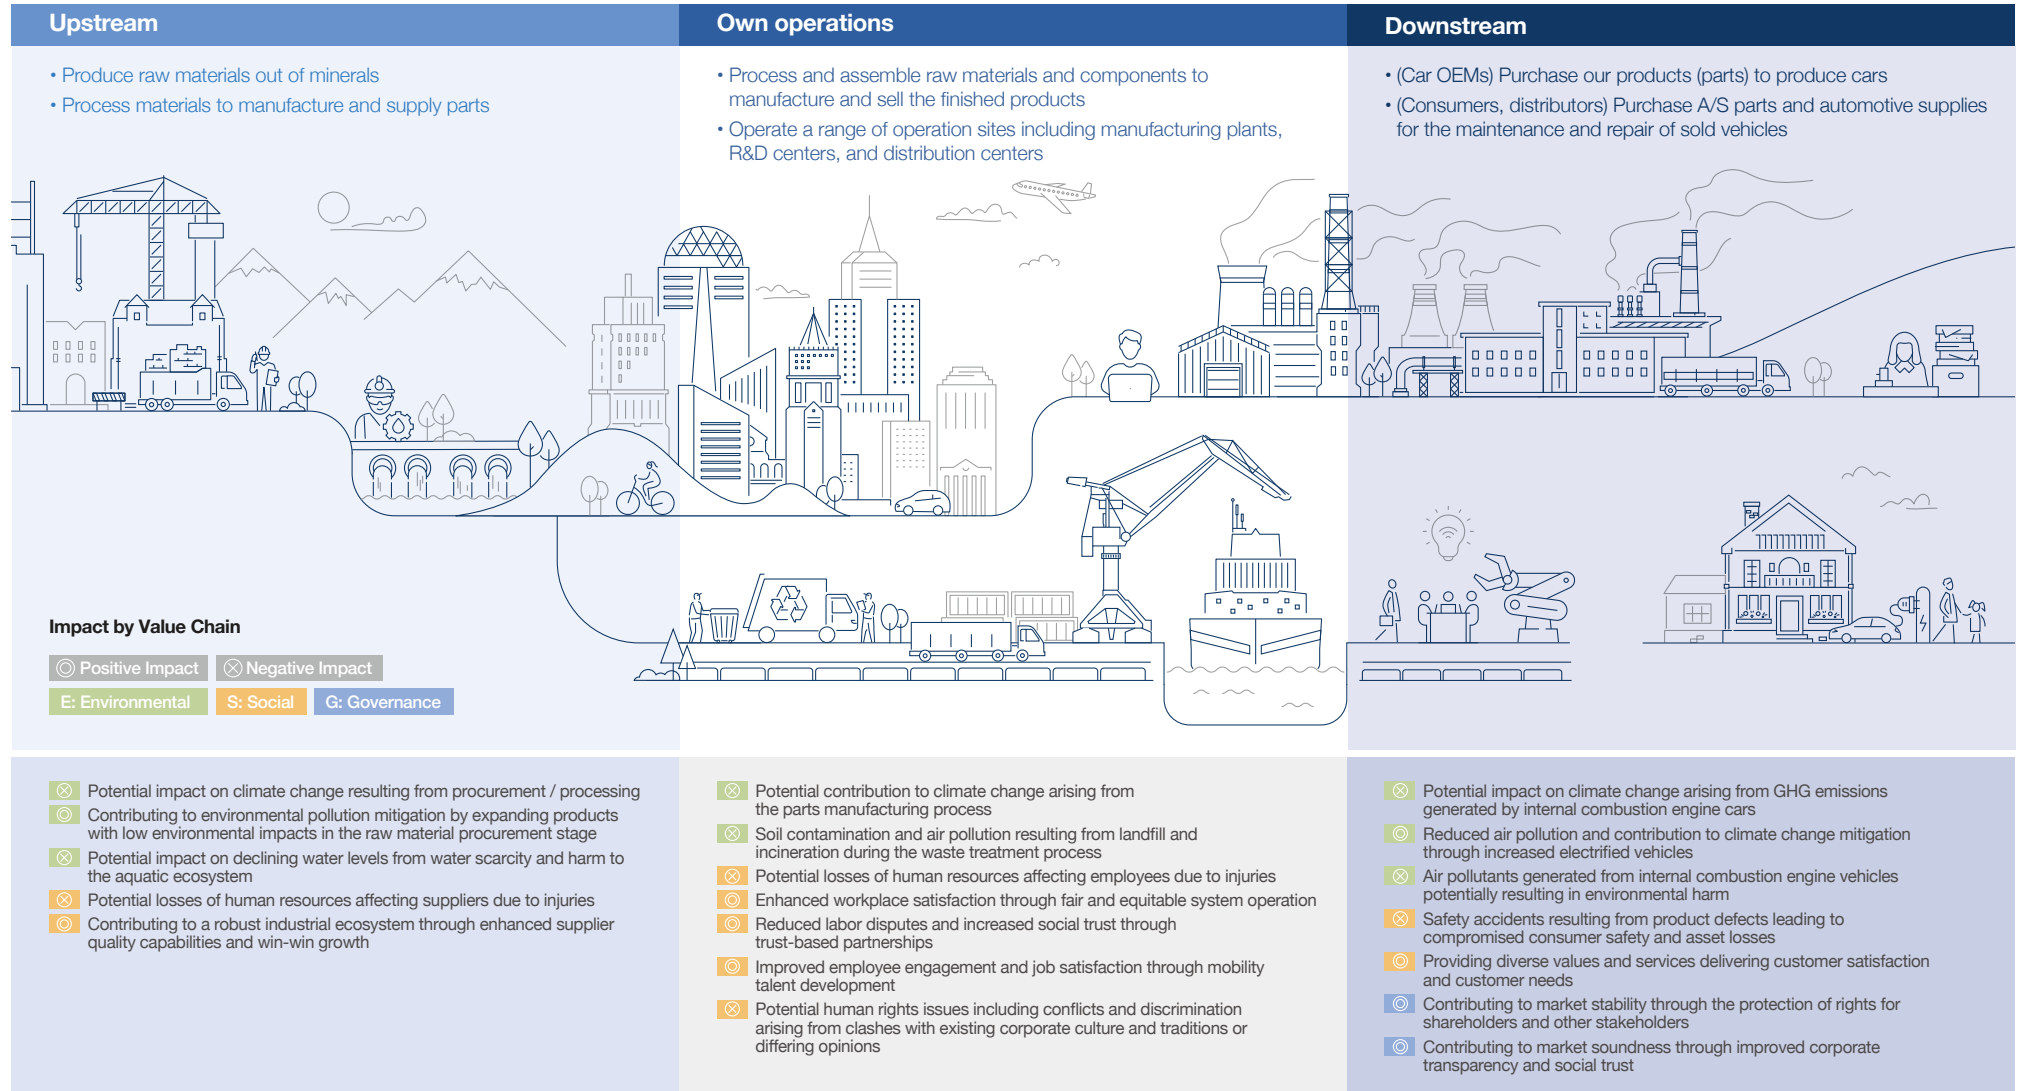 Upstream
• Produce raw materials out of minerals
• Process materials to manufacture and supply parts
Own operations
• Process and assemble raw materials and components to
manufacture and sell the finished products
• Operate a range of operation sites including manufacturing plants,
R&D centers, and distribution centers
Downstream
• (Car OEMs) Purchase our products (parts) to produce cars
• (Consumers, distributors) Purchase A/S parts and automotive supplies
for the maintenance and repair of sold vehicles
Impact by Value Chain
Positive Impact
Negative Impact
E: Environmental
S: Social
G: Governance
Potential impact on climate change resulting from procurement / processing
Contributing to environmental pollution mitigation by expanding products
with low environmental impacts in the raw material procurement stage
Potential impact on declining water levels from water scarcity and harm to
the aquatic ecosystem
Potential losses of human resources affecting suppliers due to injuries
Contributing to a robust industrial ecosystem through enhanced supplier
quality capabilities and win-win growth
Potential contribution to climate change arising from
the parts manufacturing process
Soil contamination and air pollution resulting from landfill and
incineration during the waste treatment process
Potential losses of human resources affecting employees due to injuries
Enhanced workplace satisfaction through fair and equitable system operation
Reduced labor disputes and increased social trust through
trust-based partnerships
Improved employee engagement and job satisfaction through mobility
talent development
Potential human rights issues including conflicts and discrimination
arising from clashes with existing corporate culture and traditions or
differing opinions
Potential impact on climate change arising from GHG emissions
generated by internal combustion engine cars
Reduced air pollution and contribution to climate change mitigation
through increased electrified vehicles
Air pollutants generated from internal combustion engine vehicles
potentially resulting in environmental harm
Safety accidents resulting from product defects leading to
compromised consumer safety and asset losses
Providing diverse values and services delivering customer satisfaction
and customer needs
Contributing to market stability through the protection of rights for
shareholders and other stakeholders
Contributing to market soundness through improved corporate
transparency and social trust